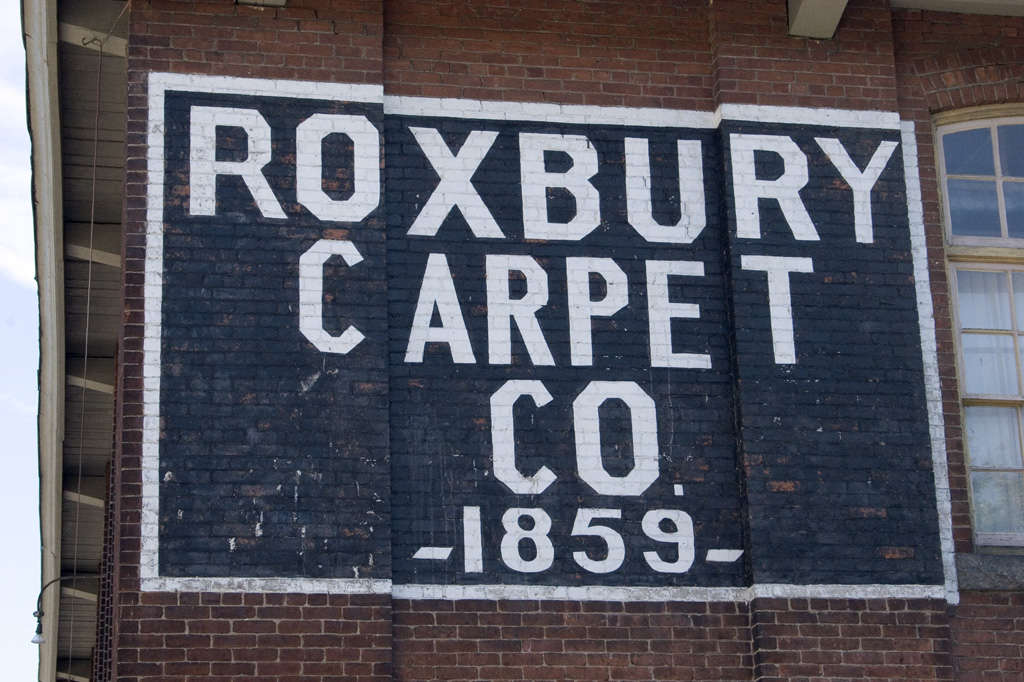 ROXBURY
CARPET
CO.
-1859-